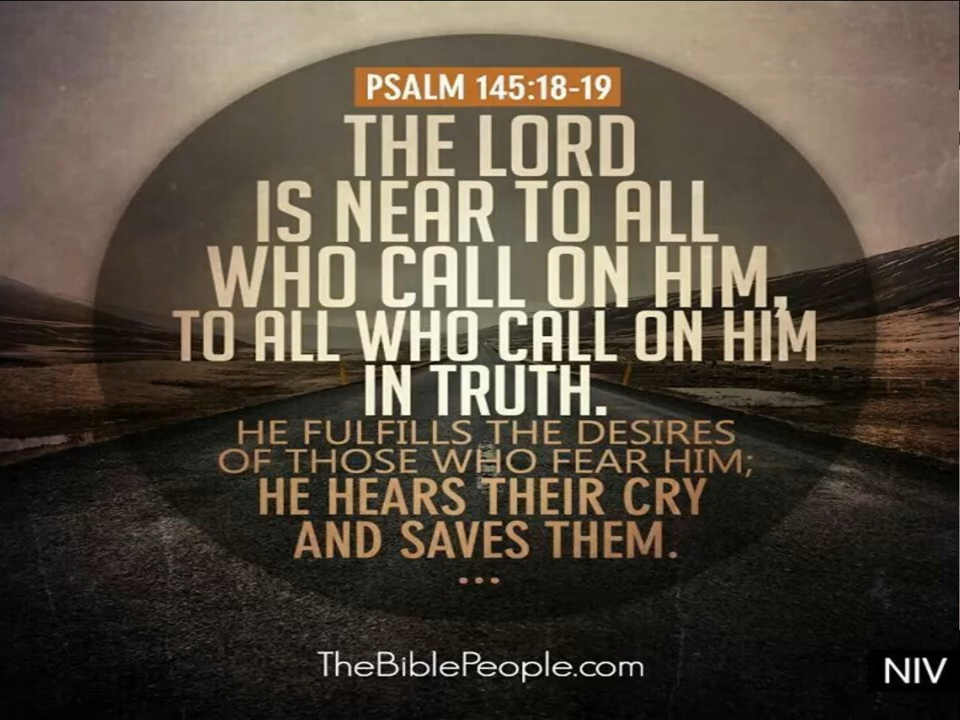 PSALM 145:18-19
THE LORD
IS NEAR TO ALL
WHO CALL ON HIM,
TO ALL WHO CALL ON HIM
IN TRUTH.
HE FULFILLS THE DESIRES
OF THOSE WHO FEAR HIM;
HE HEARS THEIR CRY
AND SAVES THEM.
...
TheBiblePeople.com
NIV